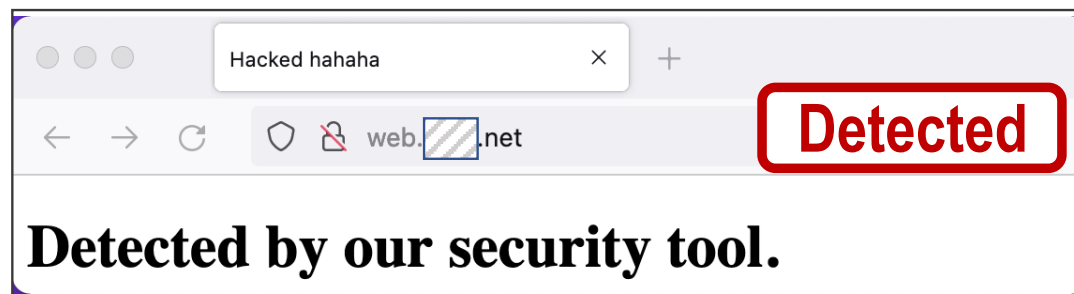 Hacked hahaha
web. .net
Detected
Detected by our security tool.